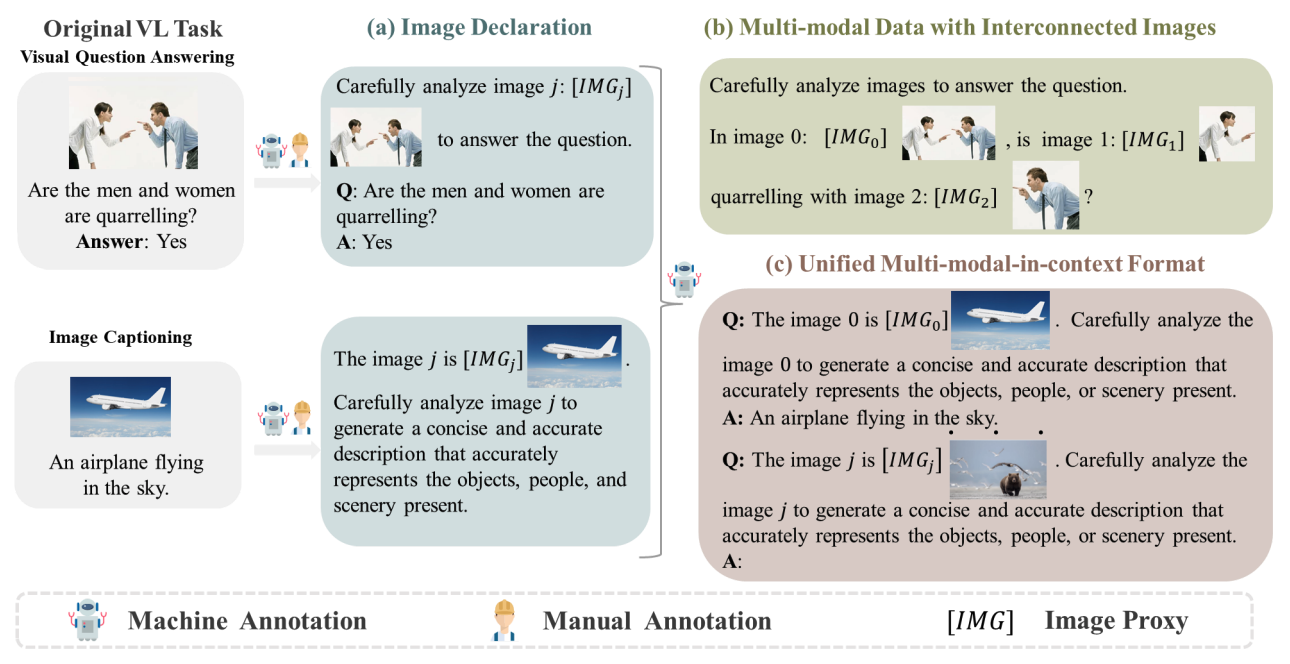 Original VL Task
Visual Question Answering
Are the men and women
are quarrelling?
Answer: Yes
Image Captioning
An airplane flying
in the sky.
(a) Image Declaration
Carefully analyze image j: [IMG_j]
to answer the question.
Q: Are the men and women are
quarrelling?
A: Yes
The image j is [IMG_j] .
Carefully analyze image j to
generate a concise and accurate
description that accurately
represents the objects, people, and
scenery present.
(b) Multi-modal Data with Interconnected Images
Carefully analyze images to answer the question.
In image 0: [IMG_0] , is image 1: [IMG_1]
quarrelling with image 2: [IMG_2] ?
(c) Unified Multi-modal-in-context Format
Q: The image 0 is [IMG_0] . Carefully analyze the
image 0 to generate a concise and accurate description that
accurately represents the objects, people, or scenery present.
A: An airplane flying in the sky.
. . .
Q: The image j is [IMG_j] . Carefully analyze the
image j to generate a concise and accurate description that
accurately represents the objects, people, or scenery present.
A:
Machine Annotation
Manual Annotation
[IMG] Image Proxy